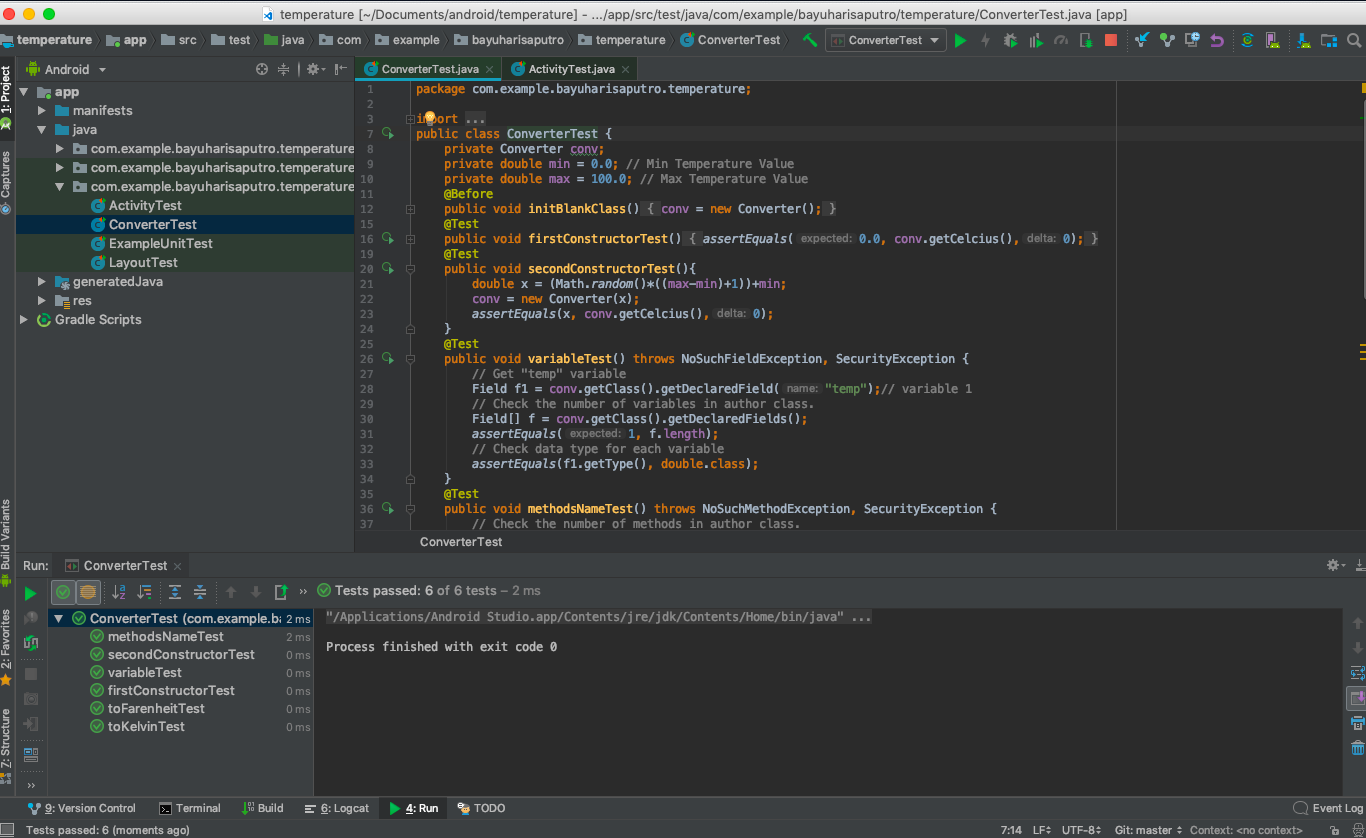 temperature [~/Documents/android/temperature] - .../app/src/test/java/com/example/bayuharisaputro/temperature/ConverterTest.java [app]
temperature app src test java com example bayuharisaputro temperature ConverterTest ConverterTest
1: Project
Captures
Build Variants
2: Favorites
7: Structure
Android
app
manifests
java
com.example.bayuharisaputro.temperature
com.example.bayuharisaputro.temperature
com.example.bayuharisaputro.temperature
ActivityTest
ConverterTest
ExampleUnitTest
LayoutTest
generatedJava
res
Gradle Scripts
ConverterTest.java ActivityTest.java
1 package com.example.bayuharisaputro.temperature;
2
3 import ...
7 public class ConverterTest {
8 private Converter conv;
9 private double min = 0.0; // Min Temperature Value
10 private double max = 100.0; // Max Temperature Value
11 @Before
12 public void initBlankClass() { conv = new Converter(); }
15 @Test
16 public void firstConstructorTest() { assertEquals( expected: 0.0, conv.getCelcius(), delta: 0); }
19 @Test
20 public void secondConstructorTest(){
21 double x = (Math.random()*((max-min)+1))+min;
22 conv = new Converter(x);
23 assertEquals(x, conv.getCelcius(), delta: 0);
24 }
25 @Test
26 public void variableTest() throws NoSuchFieldException, SecurityException {
27 // Get "temp" variable
28 Field f1 = conv.getClass().getDeclaredField( name: "temp");// variable 1
29 // Check the number of variables in author class.
30 Field[] f = conv.getClass().getDeclaredFields();
31 assertEquals( expected: 1, f.length);
32 // Check data type for each variable
33 assertEquals(f1.getType(), double.class);
34 }
35 @Test
36 public void methodsNameTest() throws NoSuchMethodException, SecurityException {
37 // Check the number of methods in author class.
ConverterTest
Run: ConverterTest
Tests passed: 6 of 6 tests – 2 ms
ConverterTest (com.example.b 2 ms
methodsNameTest 2 ms
secondConstructorTest 0 ms
variableTest 0 ms
firstConstructorTest 0 ms
toFarenheitTest 0 ms
toKelvinTest 0 ms
"/Applications/Android Studio.app/Contents/jre/jdk/Contents/Home/bin/java" ...
Process finished with exit code 0
9: Version Control Terminal Build 6: Logcat 4: Run TODO Event Log
Tests passed: 6 (moments ago) 7:14 LF UTF-8 Git: master Context: <no context>